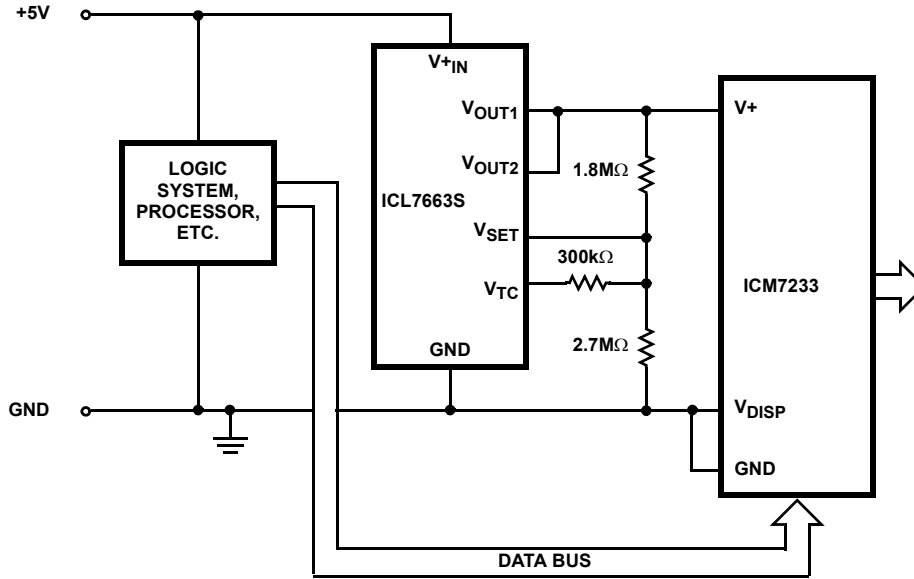 +5V
V+IN
VOUT1
V+
LOGIC
SYSTEM,
PROCESSOR,
ETC.
VOUT2
1.8MΩ
ICL7663S
VSET
300kΩ
VTC
ICM7233
GND
2.7MΩ
GND
VDISP
GND
DATA BUS